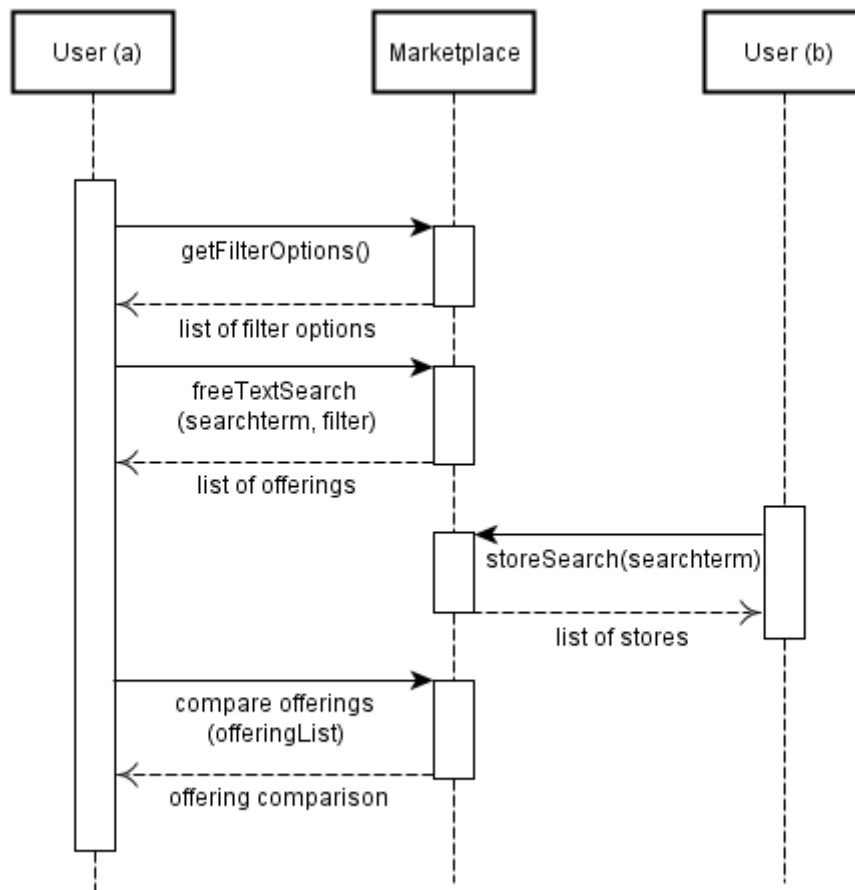 User (a)
Marketplace
User (b)
getFilterOptions()
list of filter options
freeTextSearch
(searchterm, filter)
list of offerings
storeSearch(searchterm)
list of stores
compare offerings
(offeringList)
offering comparison